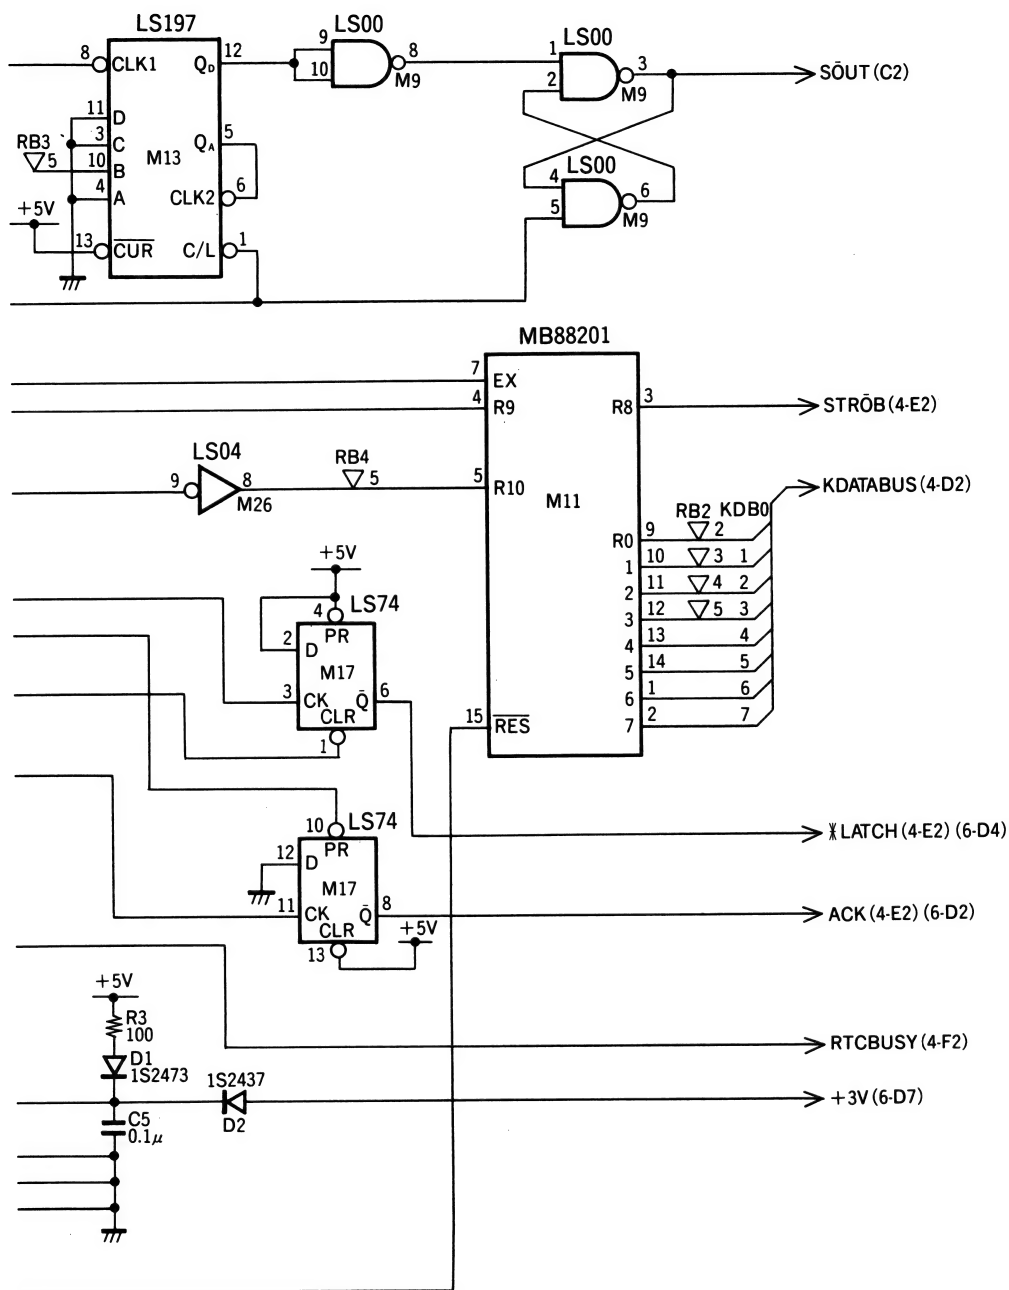 LS197
LS00
LS00
8 CLK1 QD 12
9
10
8
M9
1
2
3
M9
SŌUT (C2)
11 D
3 C
RB3
5 10 B
4 A
M13
QA 5
CLK2 6
LS00
4
5
6
M9
+5V
13 CUR C/L 1
MB88201
7 EX
4 R9 R8 3
STRŌB (4-E2)
LS04
9 8
M26
RB4
5
5 R10
M11
KDATABUS (4-D2)
RB2 KDB0
R0 9 2
1 10 3 1
2 11 4 2
3 12 5 3
4 13 4
5 14 5
6 1 6
7 2 7
15 RES
+5V
4 LS74
PR
2 D
M17
3 CK Q̄ 6
CLR
1
10 LS74
PR
12 D
M17
11 CK Q̄ 8
CLR
13
+5V
*LATCH (4-E2) (6-D4)
ACK (4-E2) (6-D2)
+5V
R3
100
D1
1S2473
1S2437
D2
C5
0.1μ
RTCBUSY (4-F2)
+3V (6-D7)